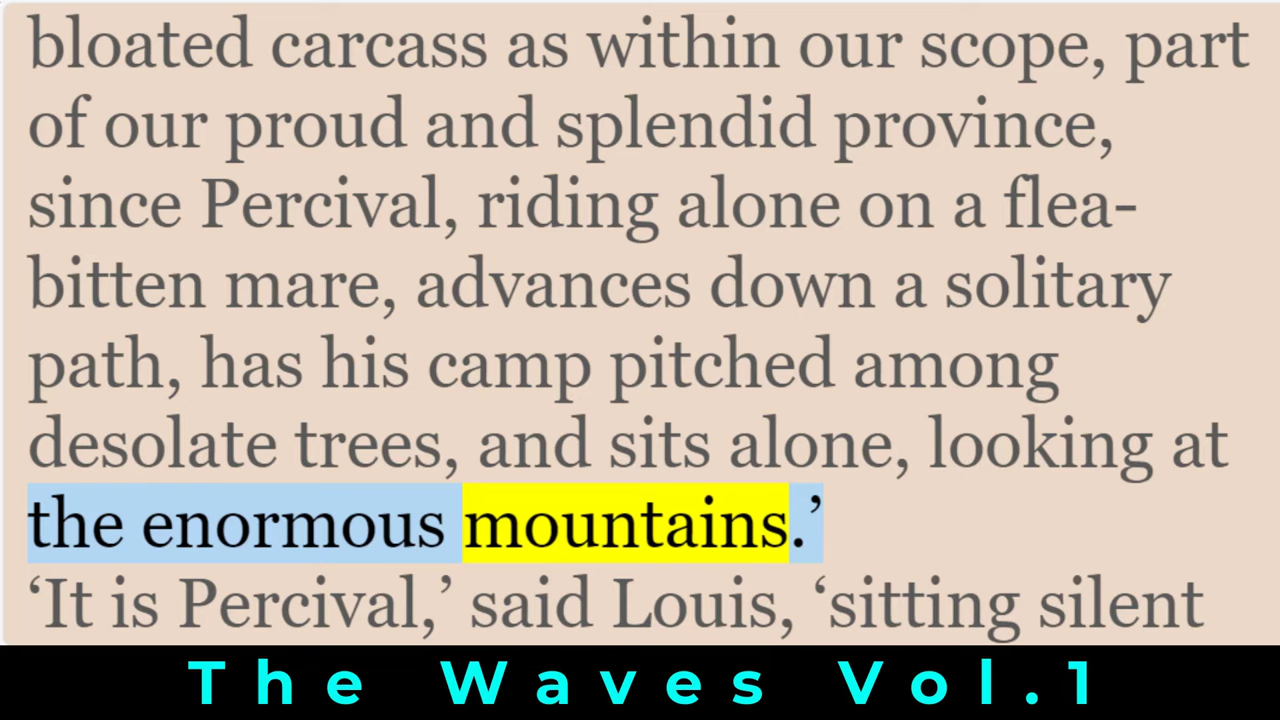 bloated carcass as within our scope, part
of our proud and splendid province,
since Percival, riding alone on a flea-
bitten mare, advances down a solitary
path, has his camp pitched among
desolate trees, and sits alone, looking at
the enormous mountains.’
‘It is Percival,’ said Louis, ‘sitting silent
The Waves Vol.1